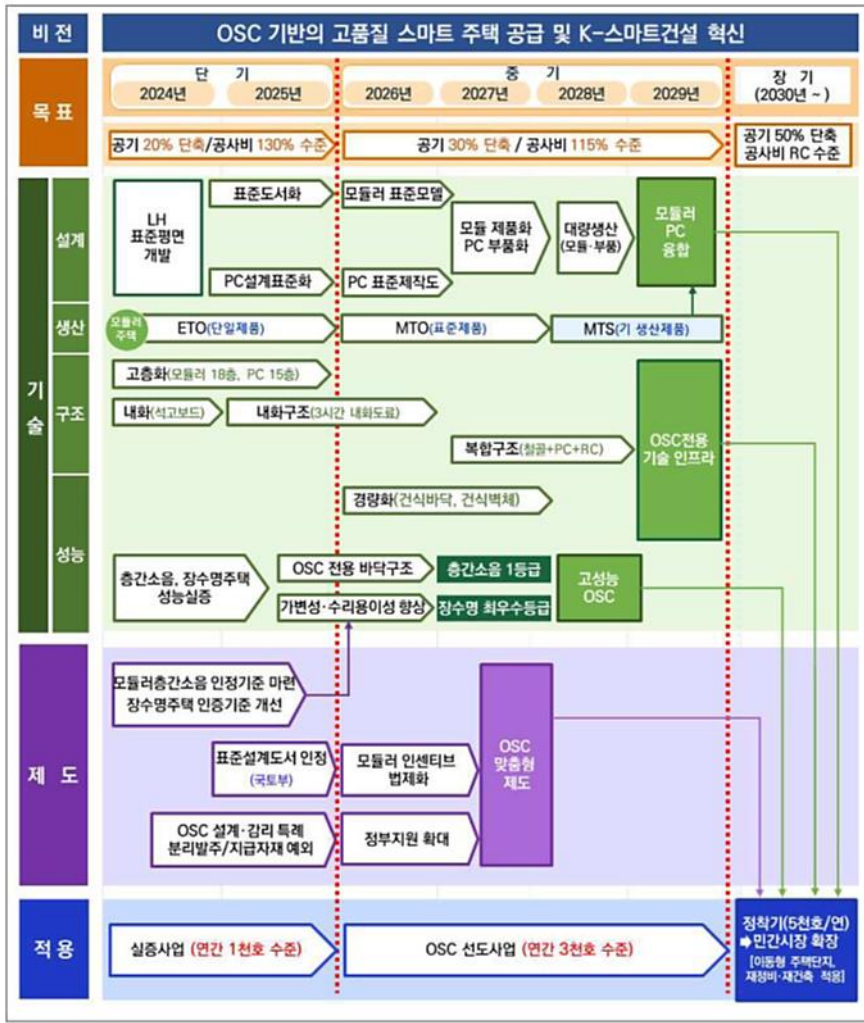 비 전
OSC 기반의 고품질 스마트 주택 공급 및 K-스마트건설 혁신
목 표
단 기
2024년
2025년
중 기
2026년
2027년
2028년
2029년
장 기
(2030년 ~ )
공기 20% 단축/공사비 130% 수준
공기 30% 단축 / 공사비 115% 수준
공기 50% 단축
공사비 RC 수준
기 술
설계
LH
표준평면
개발
표준도서화
PC설계표준화
모듈러 표준모델
PC 표준제작도
모듈 제품화
PC 부품화
대량생산
(모듈·부품)
모듈러
PC
융합
생산
모듈러
주택
ETO(단일제품)
MTO(표준제품)
MTS(기 생산제품)
구조
고층화(모듈러 18층, PC 15층)
내화(석고보드)
내화구조(3시간 내화도료)
복합구조(철골+PC+RC)
OSC전용
기술 인프라
경량화(건식바닥, 건식벽체)
성능
층간소음, 장수명주택
성능실증
OSC 전용 바닥구조
가변성·수리용이성 향상
층간소음 1등급
장수명 최우수등급
고성능
OSC
제 도
모듈러층간소음 인정기준 마련
장수명주택 인증기준 개선
표준설계도서 인정
(국토부)
모듈러 인센티브
법제화
OSC
맞춤형
제도
OSC 설계·감리 특례
분리발주/지급자재 예외
정부지원 확대
적 용
실증사업 (연간 1천호 수준)
OSC 선도사업 (연간 3천호 수준)
정착기(5천호/연)
➡민간시장 확장
[이동형 주택단지,
재정비·재건축 적용]